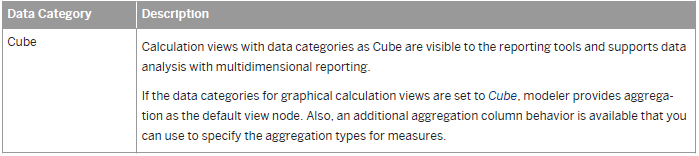 Data Category Description
Cube Calculation views with data categories as Cube are visible to the reporting tools and supports data
analysis with multidimensional reporting.
If the data categories for graphical calculation views are set to Cube, modeler provides aggrega-
tion as the default view node. Also, an additional aggregation column behavior is available that you
can use to specify the aggregation types for measures.